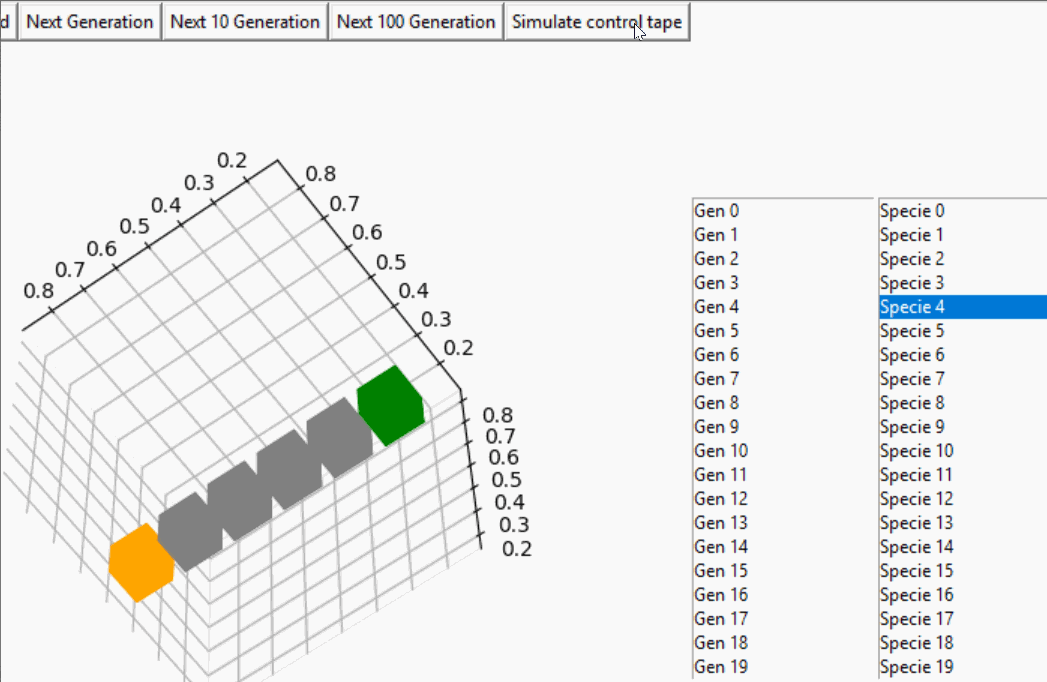 d Next Generation Next 10 Generation Next 100 Generation Simulate control tape
0.2
0.3
0.4
0.5
0.6
0.7
0.8
0.8
0.7
0.6
0.5
0.4
0.3
0.2
0.8
0.7
0.6
0.5
0.4
0.3
0.2
Gen 0
Gen 1
Gen 2
Gen 3
Gen 4
Gen 5
Gen 6
Gen 7
Gen 8
Gen 9
Gen 10
Gen 11
Gen 12
Gen 13
Gen 14
Gen 15
Gen 16
Gen 17
Gen 18
Gen 19
Specie 0
Specie 1
Specie 2
Specie 3
Specie 4
Specie 5
Specie 6
Specie 7
Specie 8
Specie 9
Specie 10
Specie 11
Specie 12
Specie 13
Specie 14
Specie 15
Specie 16
Specie 17
Specie 18
Specie 19